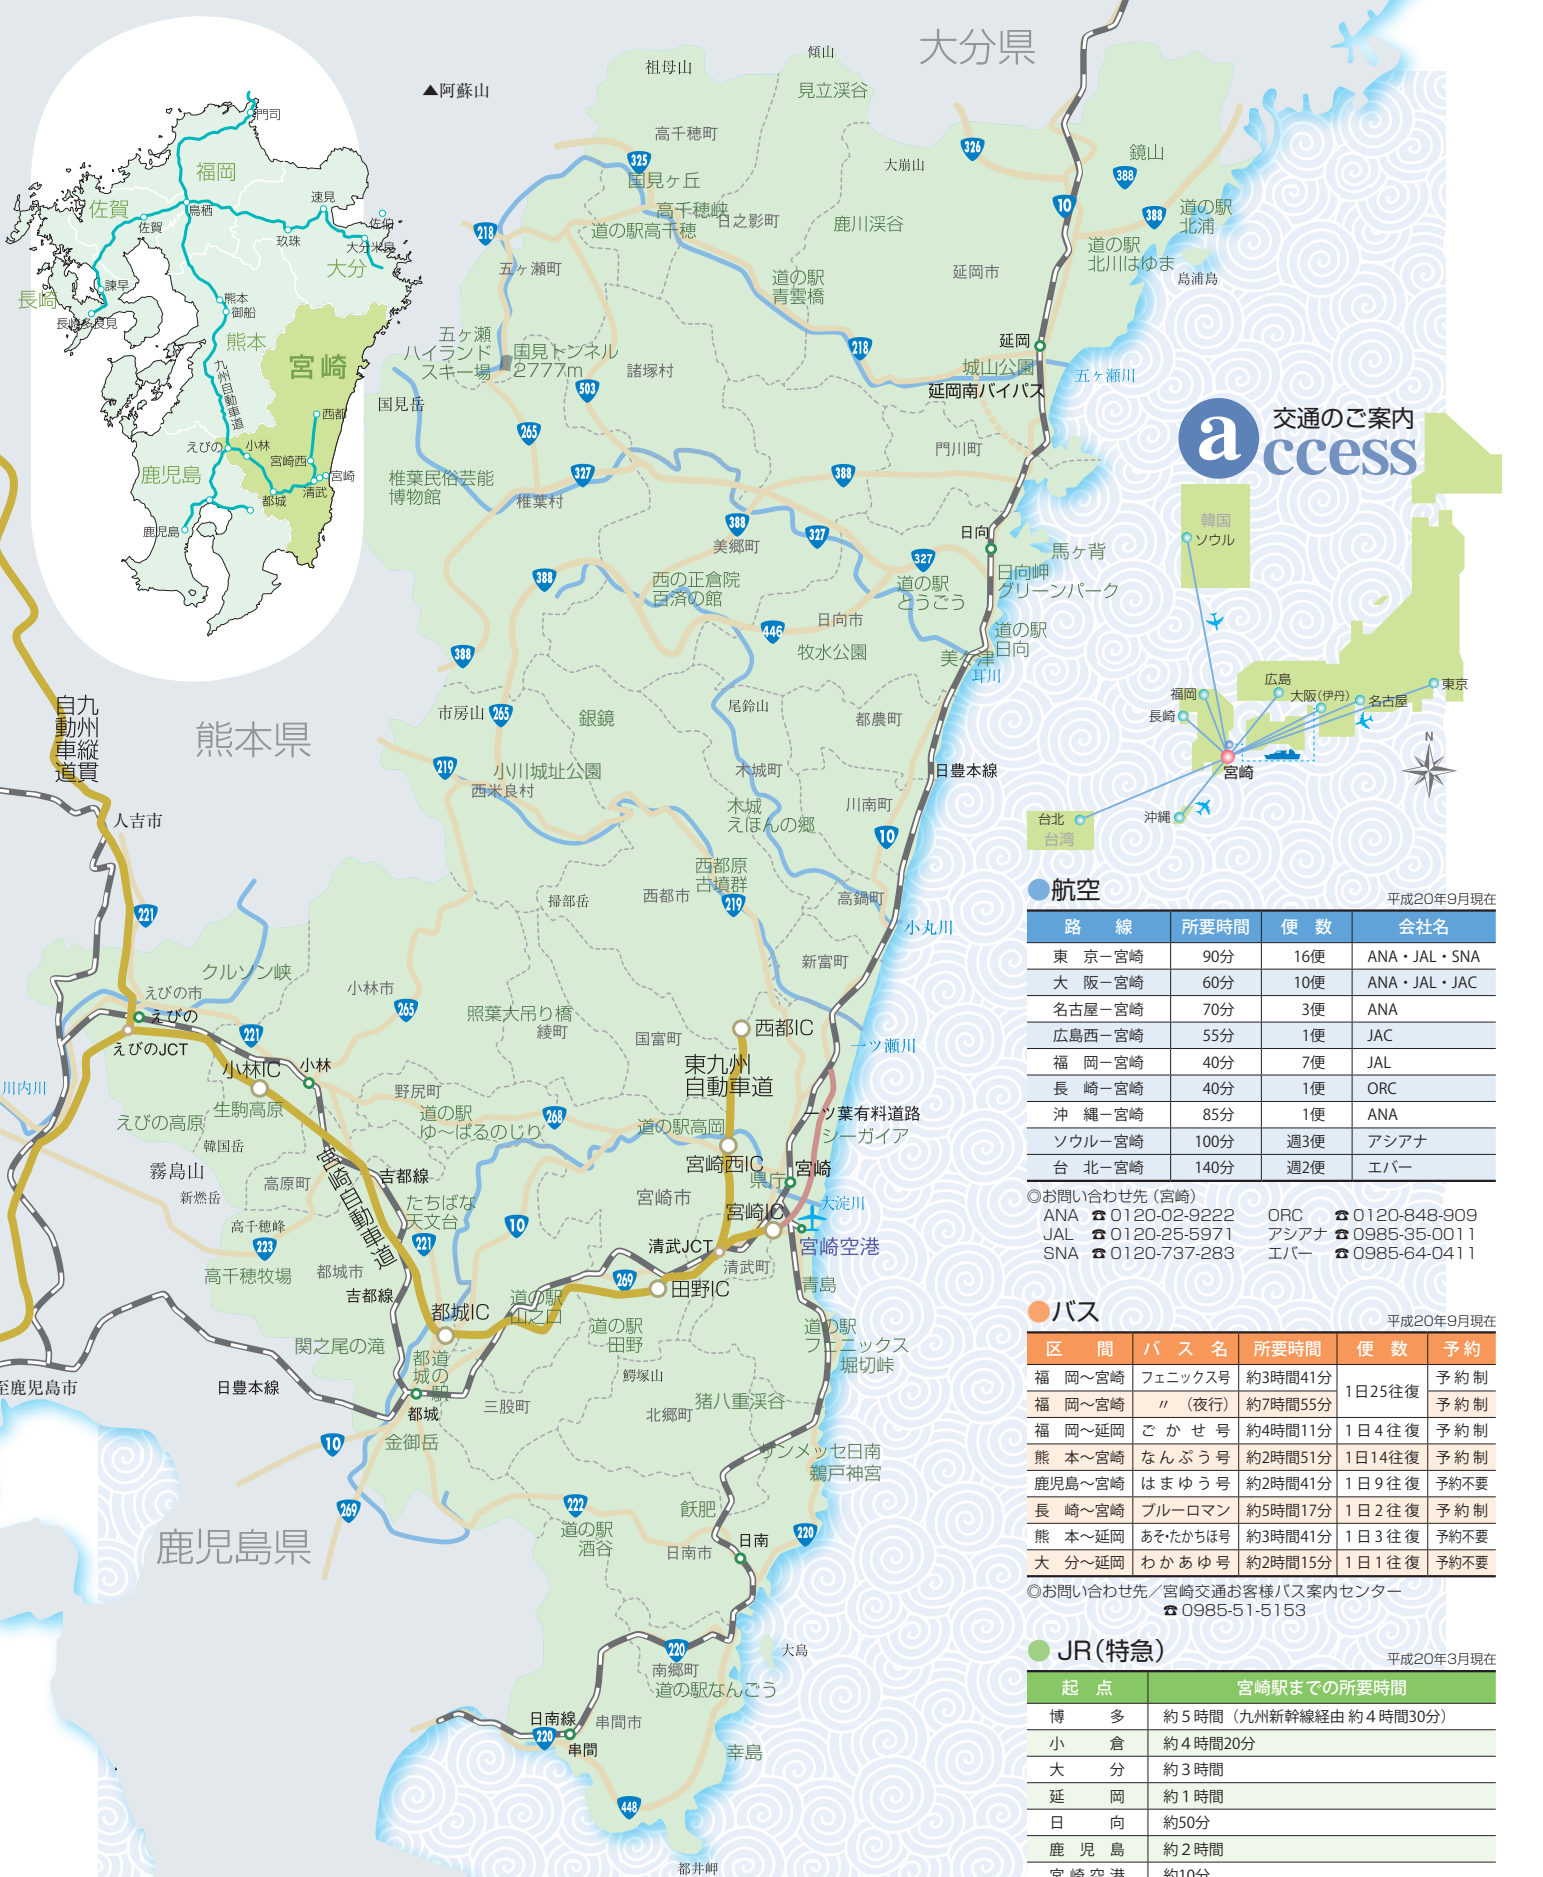 大分県
傾山
祖母山
見立渓谷
▲阿蘇山
高千穂町
大崩山
鏡山
325
326
388
10
388
218
国見ヶ丘
高千穂峡
道の駅高千穂
日之影町
鹿川渓谷
道の駅
北浦
道の駅
北川はゆま
島浦島
五ヶ瀬町
道の駅
青雲橋
延岡市
五ヶ瀬
ハイランド
スキー場
国見トンネル
2777m
諸塚村
218
延岡
城山公園
五ヶ瀬川
延岡南バイパス
503
国見岳
265
門川町
椎葉民俗芸能
博物館
327
388
椎葉村
388
美郷町
327
327
日向
馬ヶ背
日向岬
グリーンパーク
388
西の正倉院
百済の館
道の駅
とうごう
日向市
446
牧水公園
道の駅
日向
美々津
耳川
388
市房山
265
銀鏡
尾鈴山
都農町
熊本県
九州縦貫
自動車道
219
小川城址公園
西米良村
木城町
日豊本線
木城
えほんの郷
川南町
10
人吉市
西都原
古墳群
西都市
219
掃部岳
高鍋町
小丸川
221
新富町
クルソン峡
えびの市
小林市
265
照葉大吊り橋
綾町
国富町
西都IC
えびの
えびのJCT
221
小林IC
小林
東九州
自動車道
一ツ瀬川
川内川
生駒高原
野尻町
道の駅
ゆ〜ぱるのじり
268
道の駅高岡
一ツ葉有料道路
シーガイア
えびの高原
韓国岳
霧島山
新燃岳
高原町
高千穂峰
223
高千穂牧場
宮崎自動車道
吉都線
たちばな
天文台
221
10
宮崎西IC
県庁
宮崎
宮崎市
宮崎IC
大淀川
宮崎空港
清武JCT
清武町
269
田野IC
青島
都城市
吉都線
都城IC
道の駅
山之口
道の駅
田野
道の駅
フェニックス
堀切峠
関之尾の滝
道の駅
都城
鰐塚山
至鹿児島市
日豊本線
都城
三股町
北郷町
猪八重渓谷
10
金御岳
サンメッセ日南
鵜戸神宮
269
222
飫肥
220
鹿児島県
道の駅
酒谷
日南市
日南
220
大島
南郷町
道の駅なんごう
日南線
220
串間市
串間
幸島
448
都井岬
門司
福岡
佐賀
佐賀
鳥栖
速見
佐伯
玖珠
大分米良
大分
諫早
長崎
長崎多良見
熊本
御船
熊本
九州自動車道
宮崎
西都
えびの
小林
宮崎西
宮崎
鹿児島
都城
清武
鹿児島
交通のご案内
access
韓国
ソウル
広島
福岡
大阪(伊丹)
名古屋
東京
長崎
N
宮崎
台北
台湾
沖縄
●航空
平成20年9月現在
路　線 所要時間 便　数 会社名
東　京－宮崎 90分 16便 ANA・JAL・SNA
大　阪－宮崎 60分 10便 ANA・JAL・JAC
名古屋－宮崎 70分 3便 ANA
広島西－宮崎 55分 1便 JAC
福　岡－宮崎 40分 7便 JAL
長　崎－宮崎 40分 1便 ORC
沖　縄－宮崎 85分 1便 ANA
ソウル－宮崎 100分 週3便 アシアナ
台　北－宮崎 140分 週2便 エバー
◎お問い合わせ先（宮崎）
ANA ☎0120-02-9222 ORC ☎0120-848-909
JAL ☎0120-25-5971 アシアナ ☎0985-35-0011
SNA ☎0120-737-283 エバー ☎0985-64-0411
●バス
平成20年9月現在
区　間 バ ス 名 所要時間 便　数 予 約
福　岡〜宮崎 フェニックス号 約3時間41分 1日25往復 予 約 制
福　岡〜宮崎 〃（夜行） 約7時間55分 予 約 制
福　岡〜延岡 ごかせ号 約4時間11分 1日4往復 予 約 制
熊　本〜宮崎 なんぷう号 約2時間51分 1日14往復 予 約 制
鹿児島〜宮崎 はまゆう号 約2時間41分 1日9往復 予約不要
長　崎〜宮崎 ブルーロマン 約5時間17分 1日2往復 予 約 制
熊　本〜延岡 あそ・たかちほ号 約3時間41分 1日3往復 予約不要
大　分〜延岡 わかあゆ号 約2時間15分 1日1往復 予約不要
◎お問い合わせ先／宮崎交通お客様バス案内センター
☎0985-51-5153
●JR（特急）
平成20年3月現在
起　点 宮崎駅までの所要時間
博　多 約5時間（九州新幹線経由 約4時間30分）
小　倉 約4時間20分
大　分 約3時間
延　岡 約1時間
日　向 約50分
鹿 児 島 約2時間
宮 崎 空 港 約10分